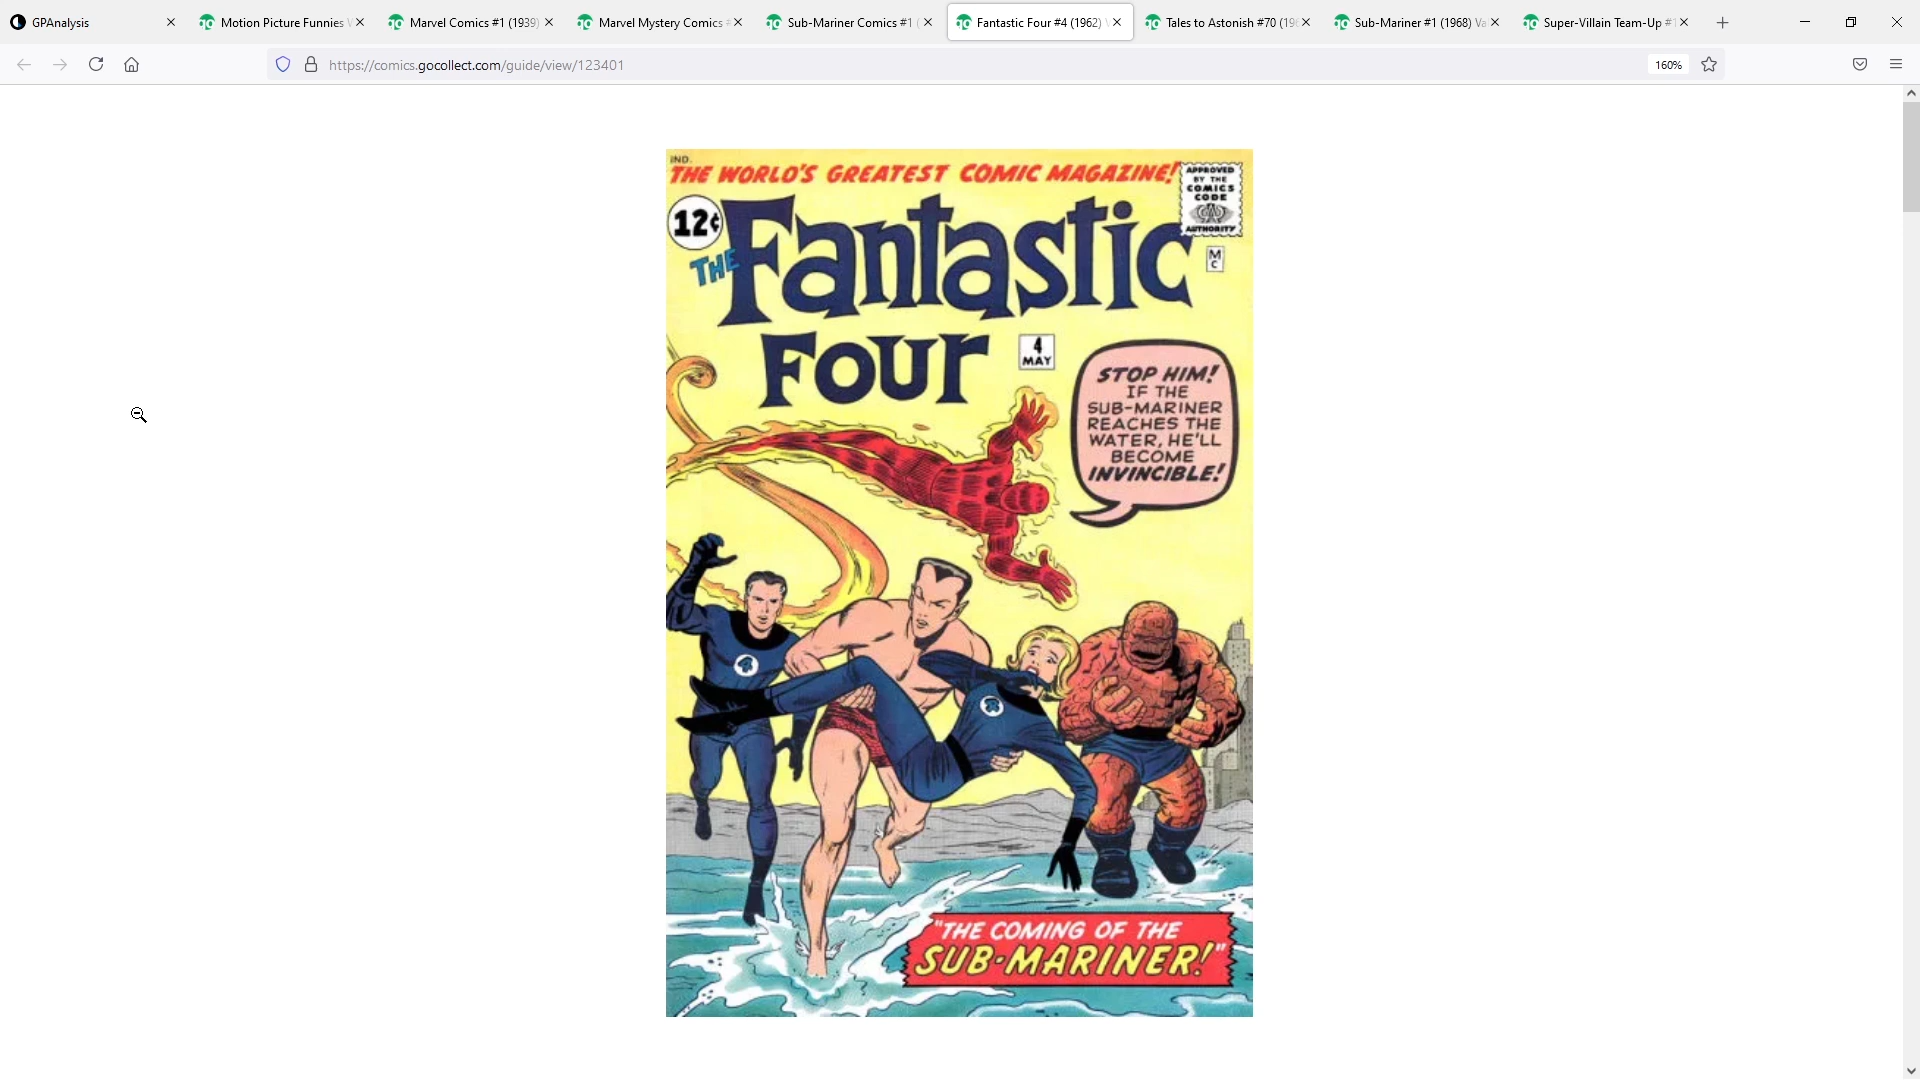 GPAnalysis
Motion Picture Funnies
Marvel Comics #1 (1939)
Marvel Mystery Comics
Sub-Mariner Comics #1 (
Fantastic Four #4 (1962)
Tales to Astonish #70 (19
Sub-Mariner #1 (1968) Va
Super-Villain Team-Up #1
https://comics.gocollect.com/guide/view/123401
160%
IND.
THE WORLD'S GREATEST COMIC MAGAZINE!
APPROVED
BY THE
COMICS
CODE
AUTHORITY
12¢
THE
Fantastic
Four
M
C
4
MAY
STOP HIM!
IF THE
SUB-MARINER
REACHES THE
WATER, HE'LL
BECOME
INVINCIBLE!
4
"THE COMING OF THE
SUB-MARINER!"